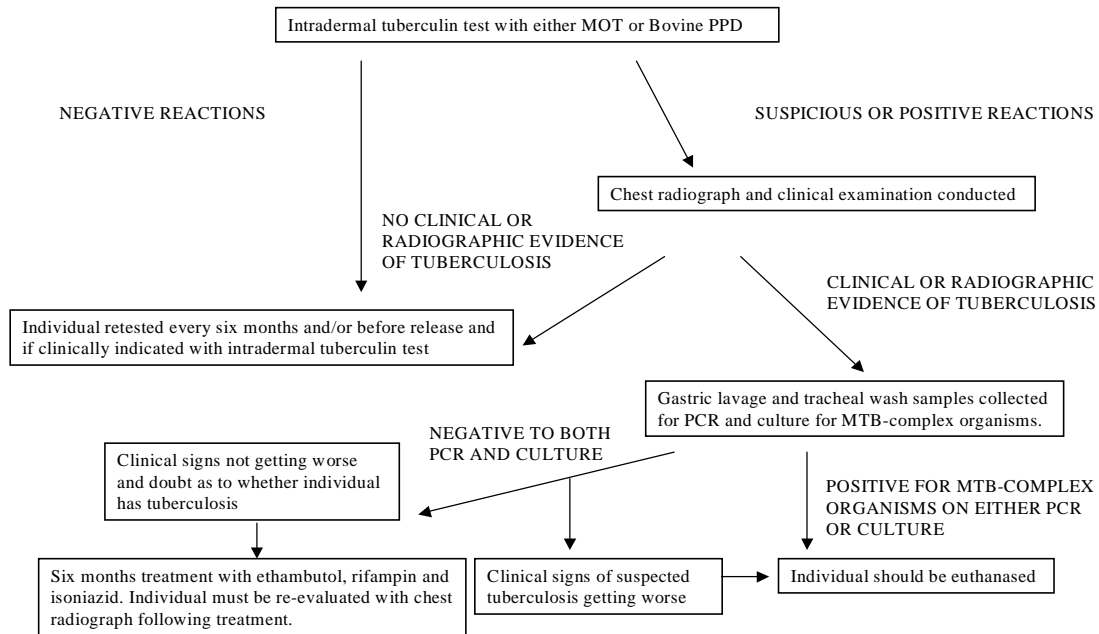 Intradermal tuberculin test with either MOT or Bovine PPD
NEGATIVE REACTIONS
SUSPICIOUS OR POSITIVE REACTIONS
Chest radiograph and clinical examination conducted
NO CLINICAL OR
RADIOGRAPHIC EVIDENCE
OF TUBERCULOSIS
CLINICAL OR RADIOGRAPHIC
EVIDENCE OF TUBERCULOSIS
Individual retested every six months and/or before release and
if clinically indicated with intradermal tuberculin test
Gastric lavage and tracheal wash samples collected
for PCR and culture for MTB-complex organisms.
NEGATIVE TO BOTH
PCR AND CULTURE
Clinical signs not getting worse
and doubt as to whether individual
has tuberculosis
POSITIVE FOR MTB-COMPLEX
ORGANISMS ON EITHER PCR
OR CULTURE
Six months treatment with ethambutol, rifampin and
isoniazid. Individual must be re-evaluated with chest
radiograph following treatment.
Clinical signs of suspected
tuberculosis getting worse
Individual should be euthanased